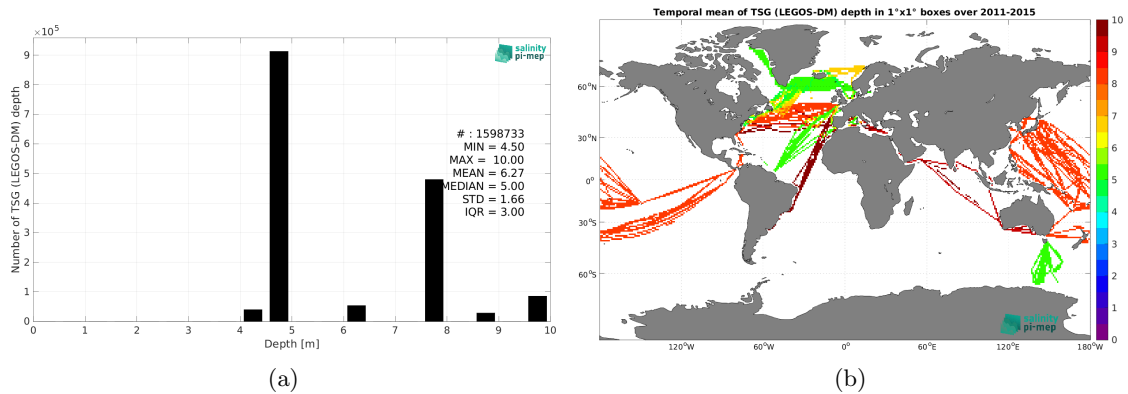 ×10⁵
salinity
pi-mep
9
8
7
6
5
4
3
2
1
0
Number of TSG (LEGOS-DM) depth
# : 1598733
MIN = 4.50
MAX = 10.00
MEAN = 6.27
MEDIAN = 5.00
STD = 1.66
IQR = 3.00
0 1 2 3 4 5 6 7 8 9 10
Depth [m]
(a)
Temporal mean of TSG (LEGOS-DM) depth in 1°x1° boxes over 2011-2015
60°N
30°N
0°
30°S
60°S
120°W 60°W 0° 60°E 120°E 180°W
salinity
pi-mep
10
9
8
7
6
5
4
3
2
1
0
(b)